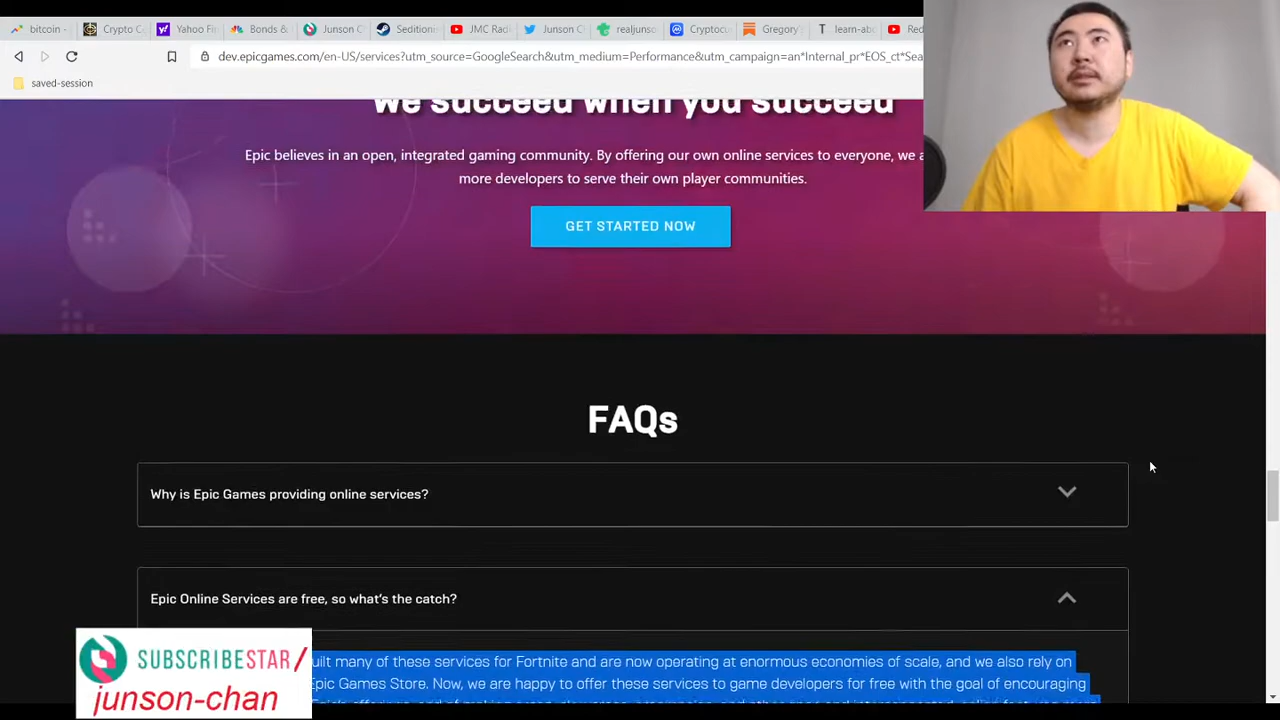 bitcoin -
Crypto C
Yahoo Fi
Bonds &
Junson C
Sedition
JMC Rad
Junson C
realjunso
Cryptocu
Gregory'
learn-abo
Red
dev.epicgames.com/en-US/services?utm_source=GoogleSearch&utm_medium=Performance&utm_campaign=an*Internal_pr*EOS_ct*Sea
saved-session
We succeed when you succeed
Epic believes in an open, integrated gaming community. By offering our own online services to everyone, we a
more developers to serve their own player communities.
GET STARTED NOW
FAQs
Why is Epic Games providing online services?
Epic Online Services are free, so what's the catch?
uilt many of these services for Fortnite and are now operating at enormous economies of scale, and we also rely on
Epic Games Store. Now, we are happy to offer these services to game developers for free with the goal of encouraging
SUBSCRIBESTAR/
junson-chan